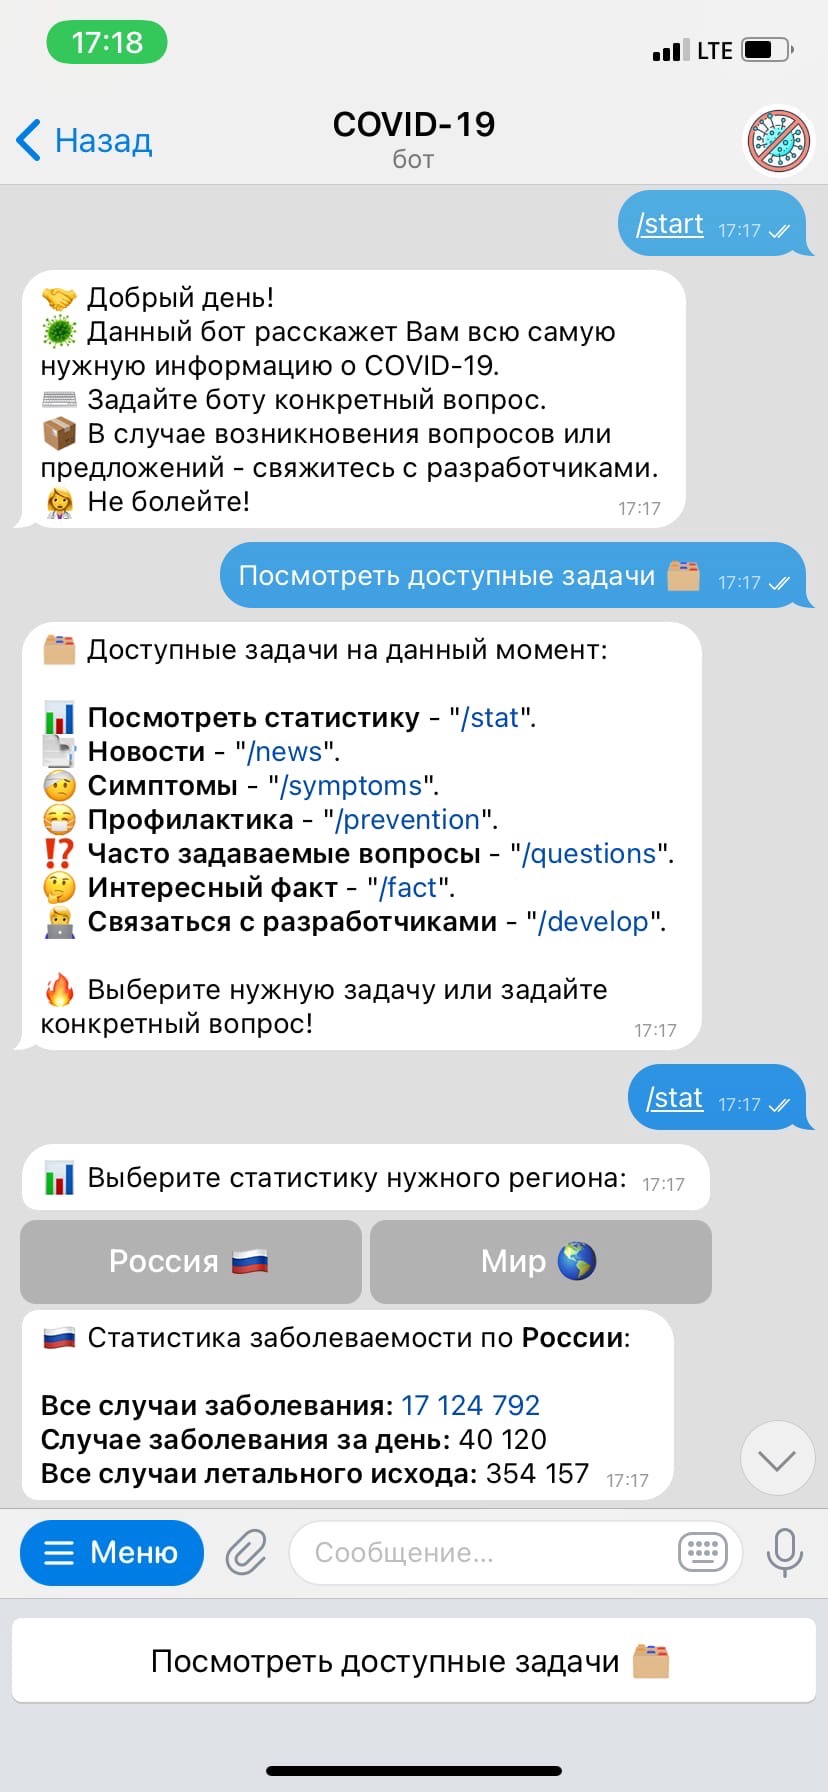 17:18
LTE
Назад
COVID-19
бот
/start 17:17
🤝 Добрый день!
🦠 Данный бот расскажет Вам всю самую
нужную информацию о COVID-19.
⌨️ Задайте боту конкретный вопрос.
📦 В случае возникновения вопросов или
предложений - свяжитесь с разработчиками.
👩‍⚕️ Не болейте! 17:17
Посмотреть доступные задачи 🗂 17:17
🗂 Доступные задачи на данный момент:
📊 Посмотреть статистику - "/stat".
📰 Новости - "/news".
🤕 Симптомы - "/symptoms".
😷 Профилактика - "/prevention".
⁉️ Часто задаваемые вопросы - "/questions".
🤔 Интересный факт - "/fact".
👨‍💻 Связаться с разработчиками - "/develop".
🔥 Выберите нужную задачу или задайте
конкретный вопрос! 17:17
/stat 17:17
📊 Выберите статистику нужного региона: 17:17
Россия 🇷🇺
Мир 🌎
🇷🇺 Статистика заболеваемости по России:
Все случаи заболевания: 17 124 792
Случае заболевания за день: 40 120
Все случаи летального исхода: 354 157 17:17
Меню
Сообщение...
Посмотреть доступные задачи 🗂